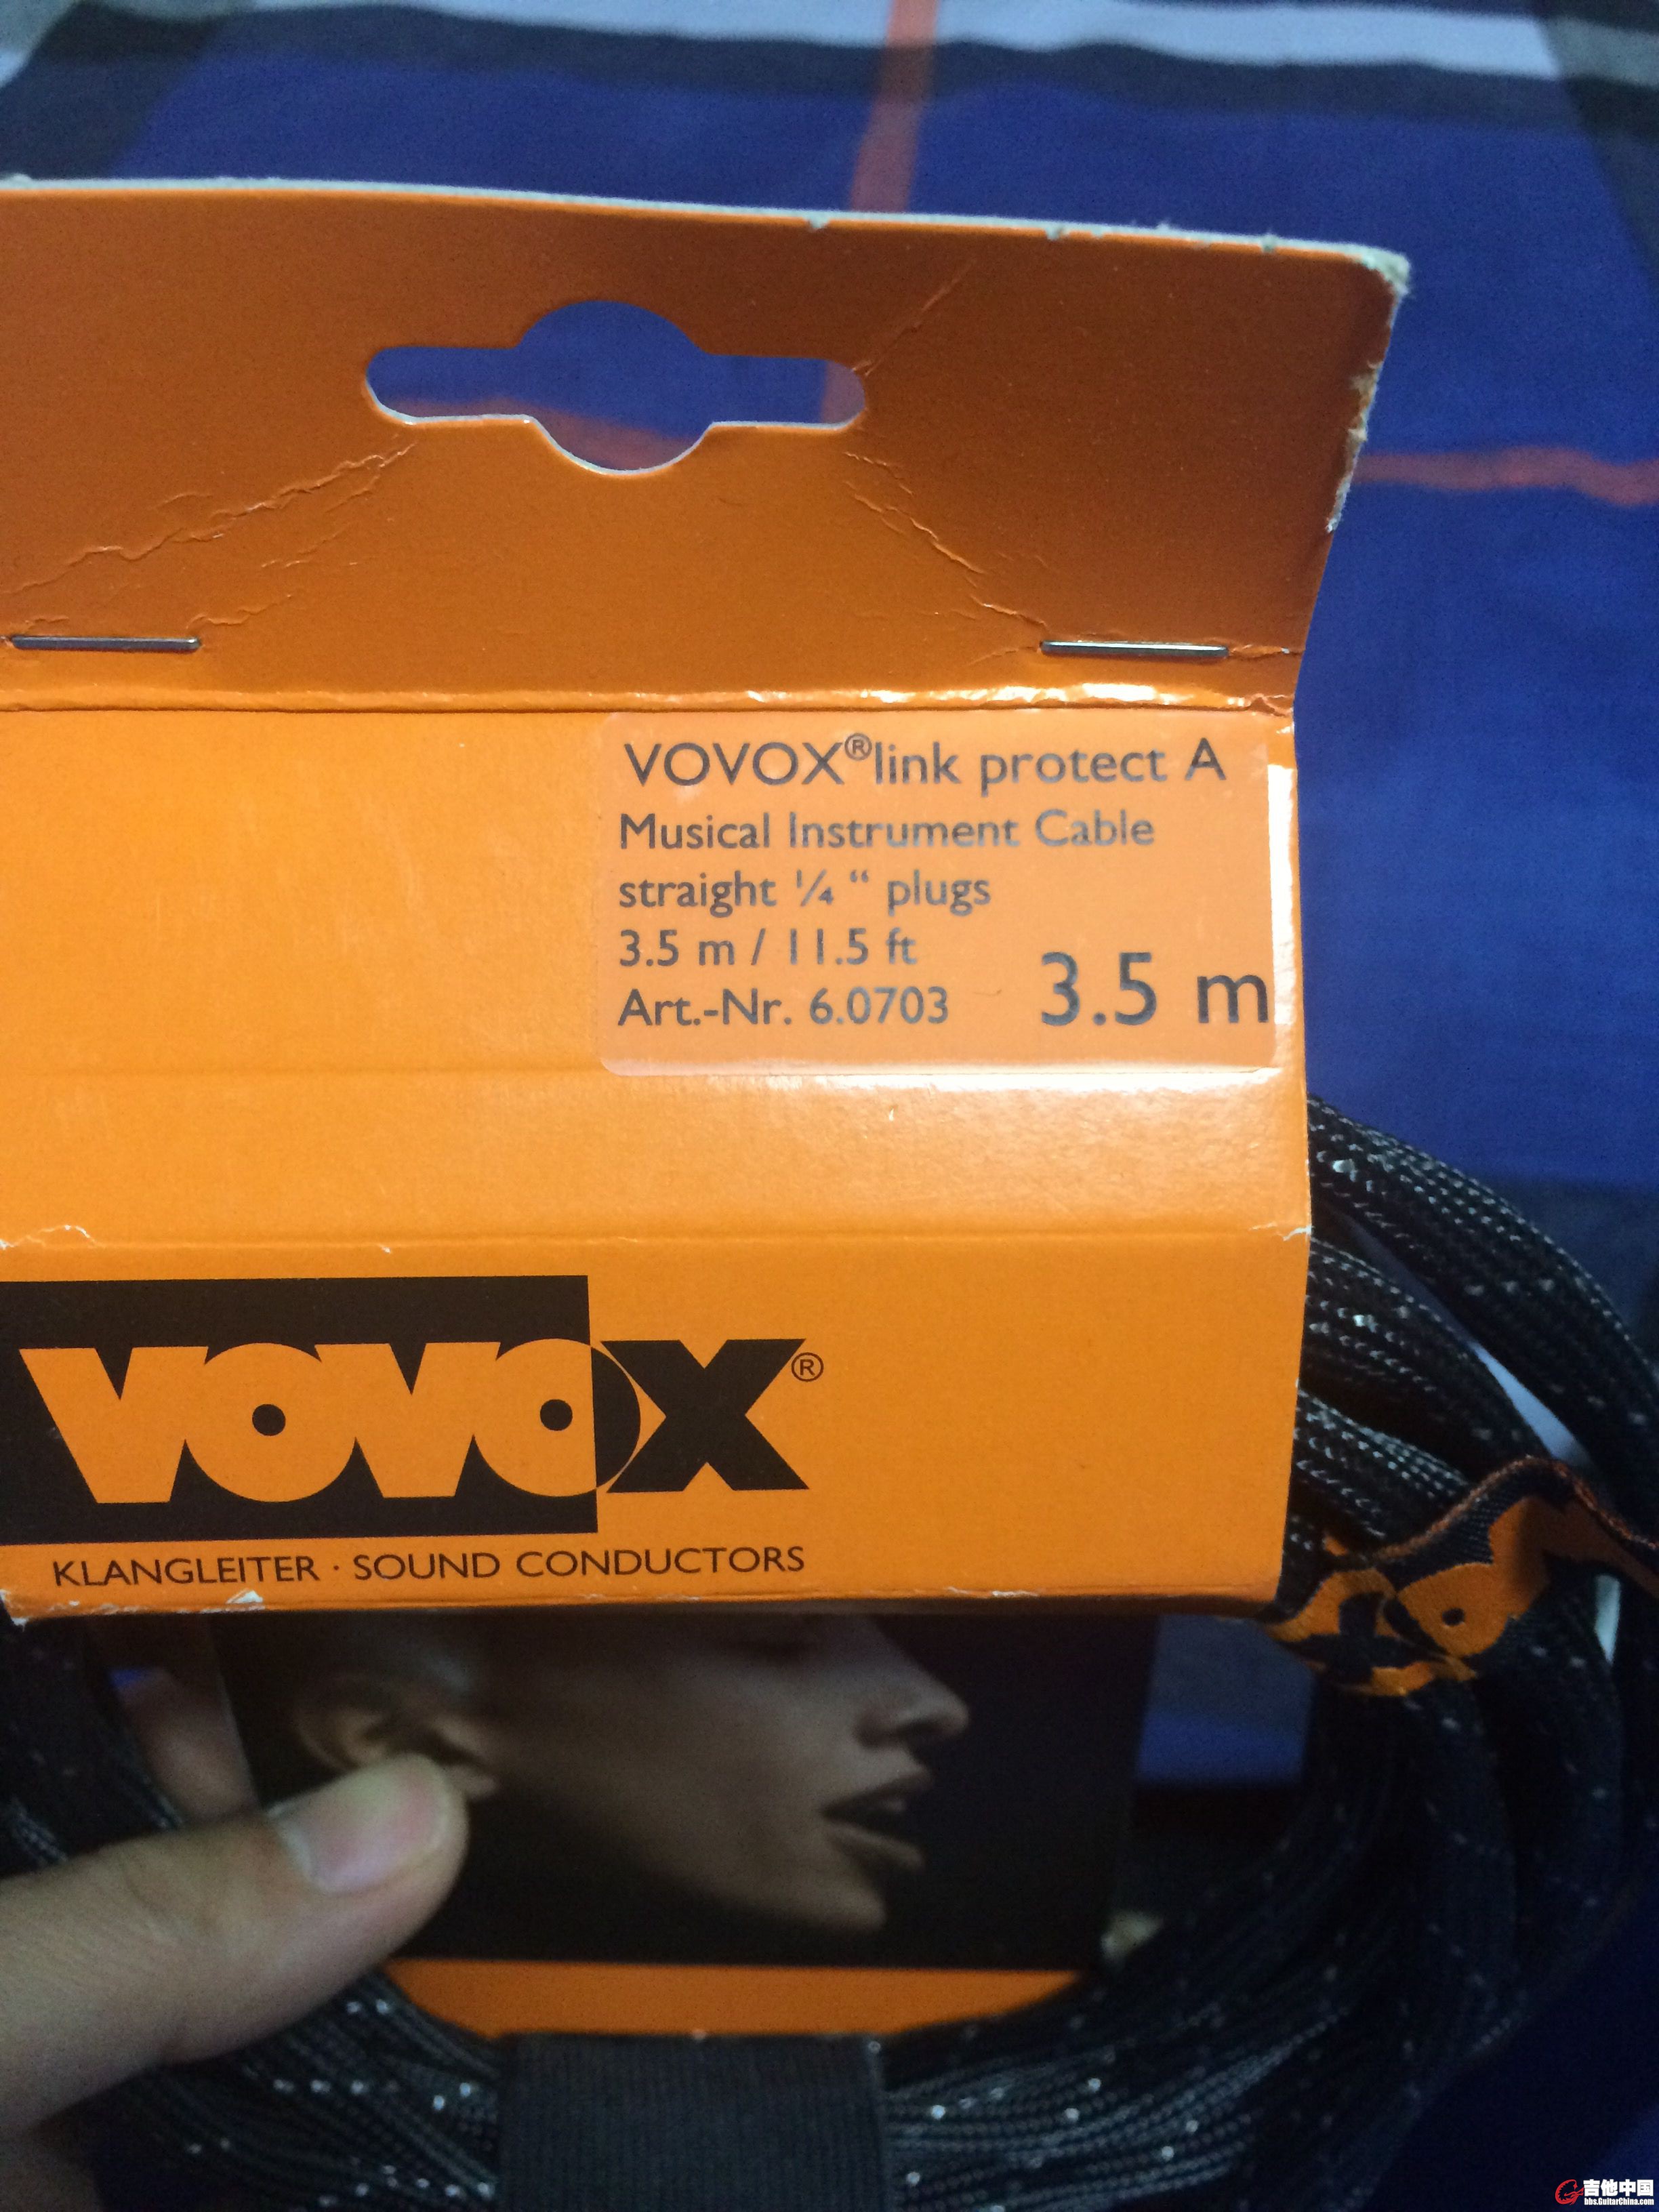 VOVOX®link protect A
Musical Instrument Cable
straight ¼ “ plugs
3.5 m / 11.5 ft
Art.-Nr. 6.0703
3.5 m
VOVOX®
KLANGLEITER · SOUND CONDUCTORS
吉他中国
bbs.GuitarChina.com